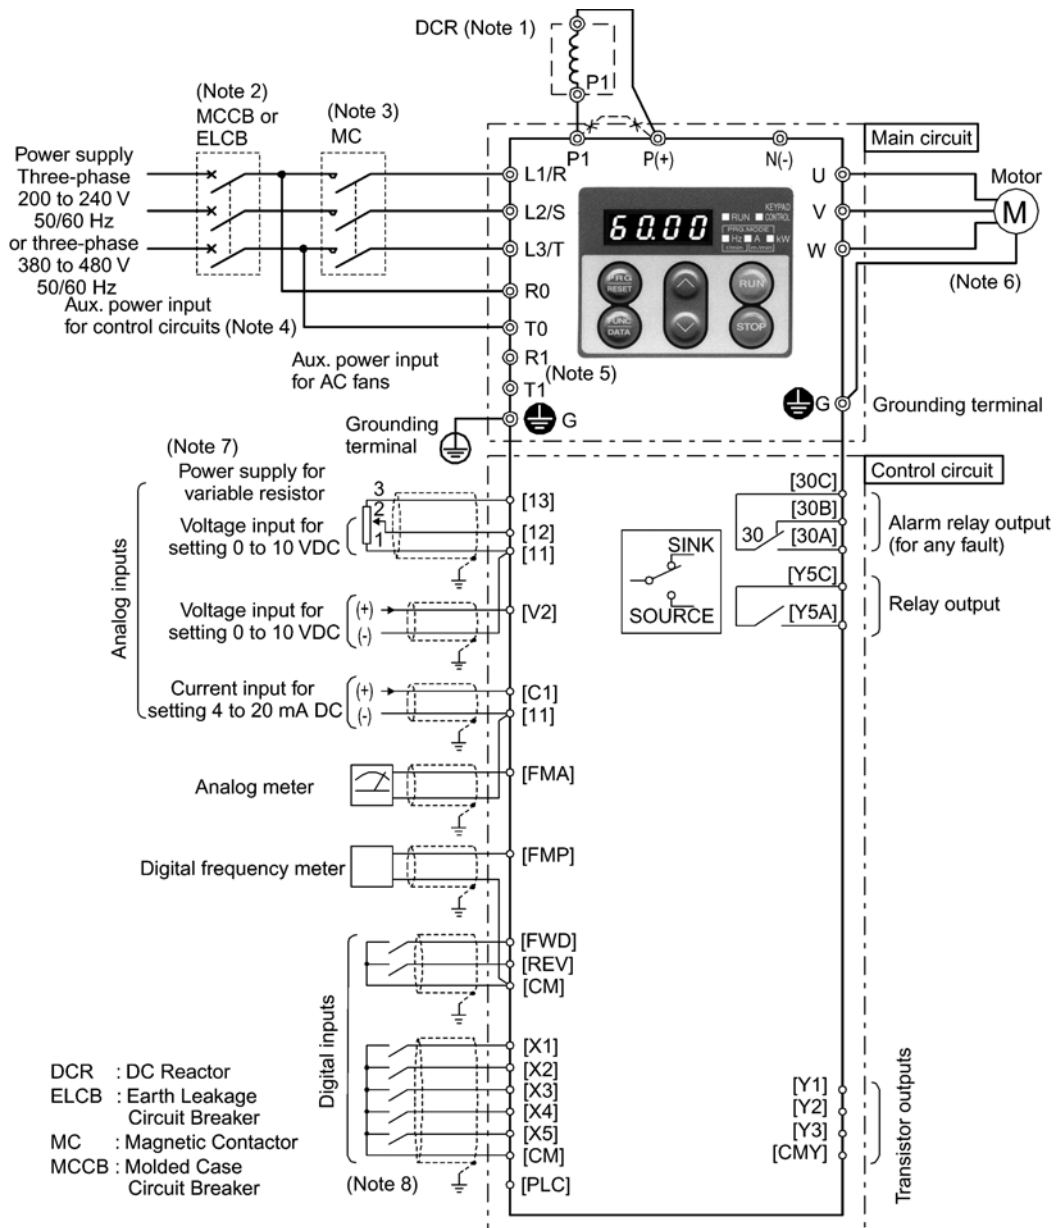 DCR (Note 1)
P1
(Note 2)
MCCB or
ELCB
(Note 3)
MC
Main circuit
P1
P(+)
N(-)
Power supply
Three-phase
200 to 240 V
50/60 Hz
or three-phase
380 to 480 V
50/60 Hz
L1/R
L2/S
L3/T
R0
T0
R1
T1
G
Aux. power input
for control circuits (Note 4)
Aux. power input
for AC fans
(Note 5)
60.00
KEYPAD
RUN
CONTROL
PRG.MODE
Hz
A
kW
r/min
m/min
PRG
RESET
RUN
FUNC
DATA
STOP
U
V
W
Motor
M
(Note 6)
G
Grounding terminal
Grounding
terminal
Control circuit
(Note 7)
Analog inputs
Power supply for
variable resistor
3
2
1
Voltage input for
setting 0 to 10 VDC
[13]
[12]
[11]
Voltage input for
setting 0 to 10 VDC
(+)
(-)
[V2]
Current input for
setting 4 to 20 mA DC
(+)
(-)
[C1]
[11]
Analog meter
[FMA]
Digital frequency meter
[FMP]
SINK
SOURCE
[30C]
[30B]
30
[30A]
Alarm relay output
(for any fault)
[Y5C]
[Y5A]
Relay output
Digital inputs
[FWD]
[REV]
[CM]
[X1]
[X2]
[X3]
[X4]
[X5]
[CM]
[PLC]
(Note 8)
[Y1]
[Y2]
[Y3]
[CMY]
Transistor outputs
DCR : DC Reactor
ELCB : Earth Leakage
Circuit Breaker
MC : Magnetic Contactor
MCCB : Molded Case
Circuit Breaker